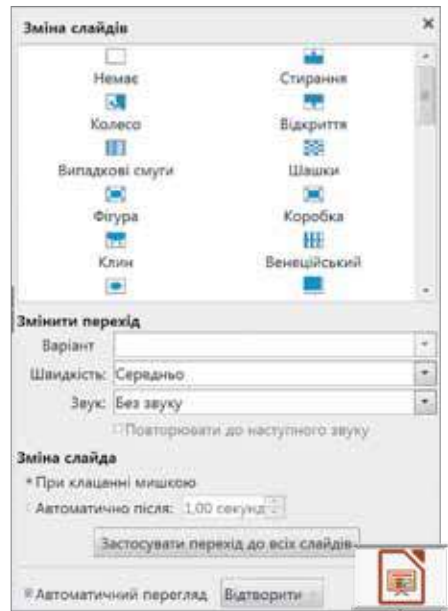 Зміна слайдів
Немає Стирання
Колесо Відкриття
Випадкові смуги Шашки
Фігура Коробка
Клин Венеційський
Змінити перехід
Варіант
Швидкість: Середньо
Звук: Без звуку
Повторювати до наступного звуку
Зміна слайда
При клацанні мишкою
Автоматично після: 1,00 секунд
Застосувати перехід до всіх слайдів
Автоматичний перегляд Відтворити